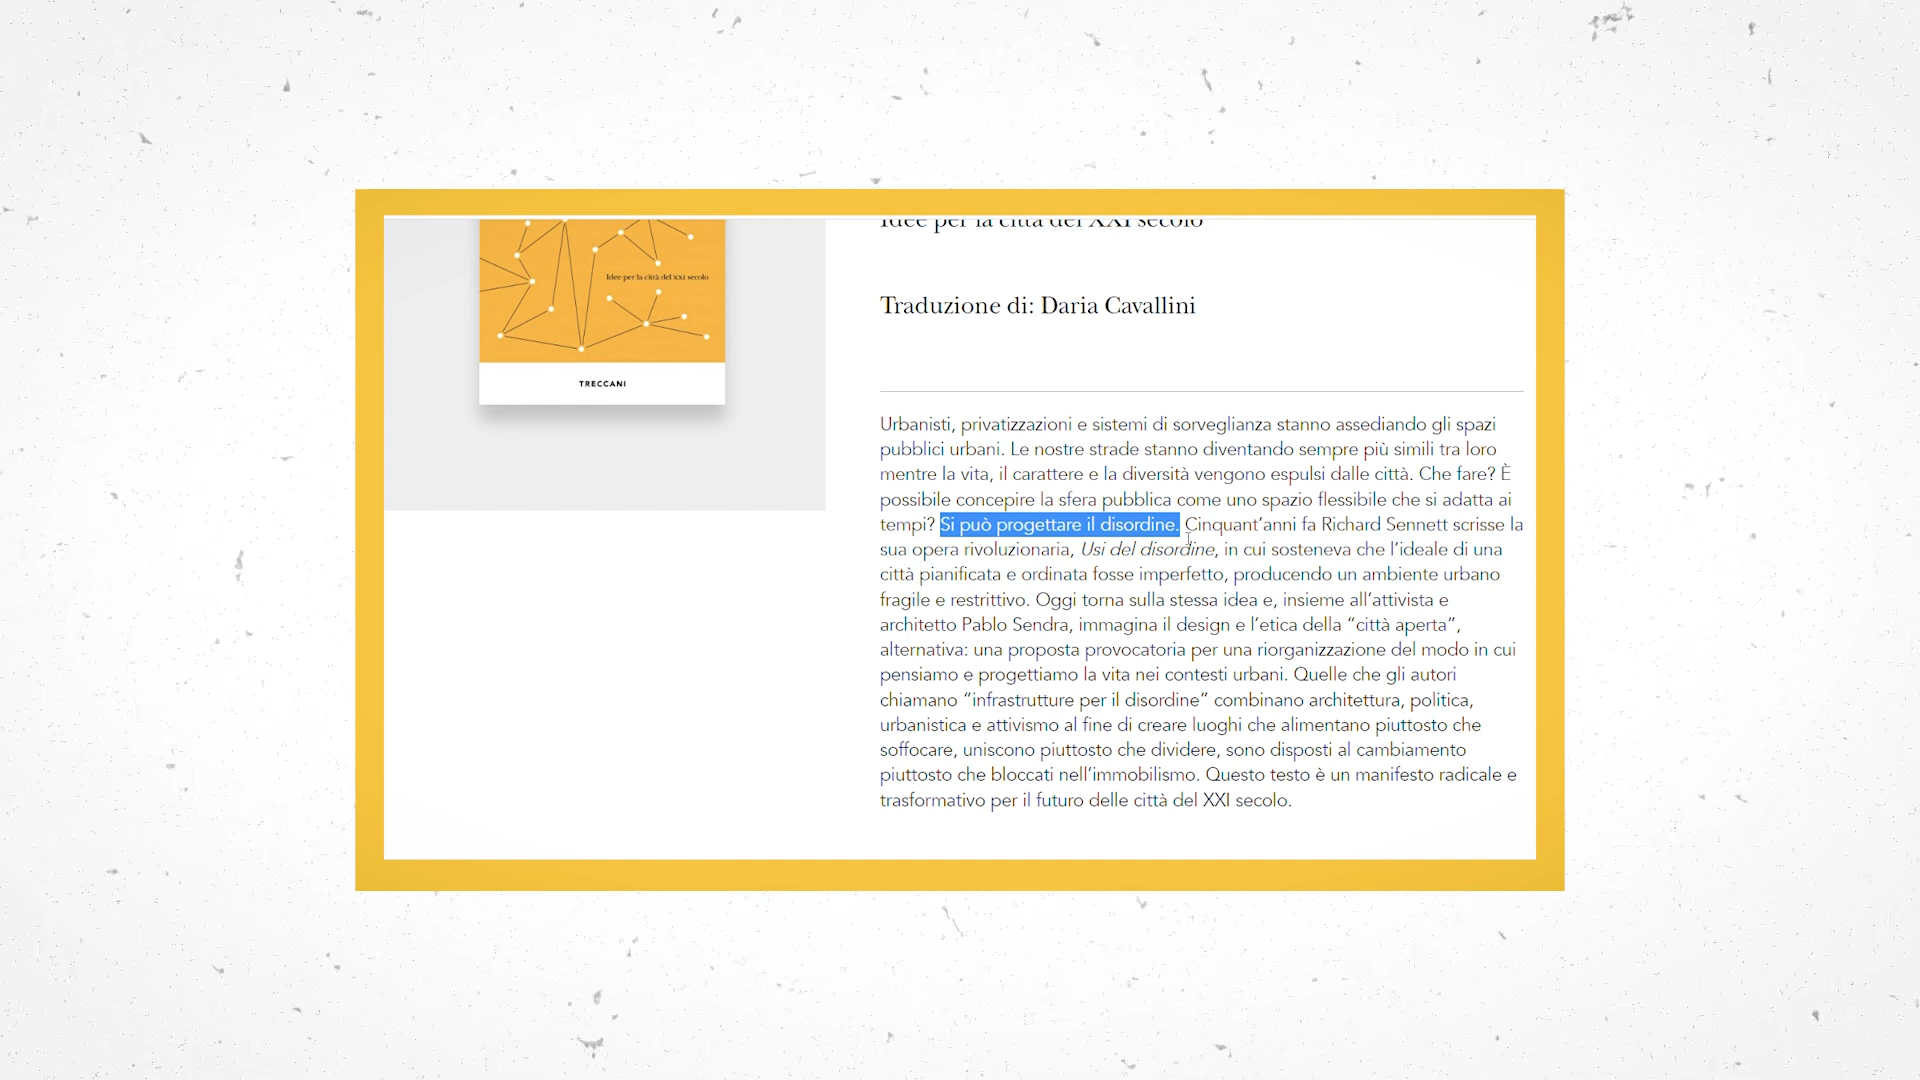 Idee per la città del XXI secolo
Idee per la città del XXI secolo
TRECCANI
Traduzione di: Daria Cavallini
Urbanisti, privatizzazioni e sistemi di sorveglianza stanno assediando gli spazi
pubblici urbani. Le nostre strade stanno diventando sempre più simili tra loro
mentre la vita, il carattere e la diversità vengono espulsi dalle città. Che fare? È
possibile concepire la sfera pubblica come uno spazio flessibile che si adatta ai
tempi? Si può progettare il disordine. Cinquant’anni fa Richard Sennett scrisse la
sua opera rivoluzionaria, Usi del disordine, in cui sosteneva che l’ideale di una
città pianificata e ordinata fosse imperfetto, producendo un ambiente urbano
fragile e restrittivo. Oggi torna sulla stessa idea e, insieme all’attivista e
architetto Pablo Sendra, immagina il design e l’etica della “città aperta”,
alternativa: una proposta provocatoria per una riorganizzazione del modo in cui
pensiamo e progettiamo la vita nei contesti urbani. Quelle che gli autori
chiamano “infrastrutture per il disordine” combinano architettura, politica,
urbanistica e attivismo al fine di creare luoghi che alimentano piuttosto che
soffocare, uniscono piuttosto che dividere, sono disposti al cambiamento
piuttosto che bloccati nell’immobilismo. Questo testo è un manifesto radicale e
trasformativo per il futuro delle città del XXI secolo.